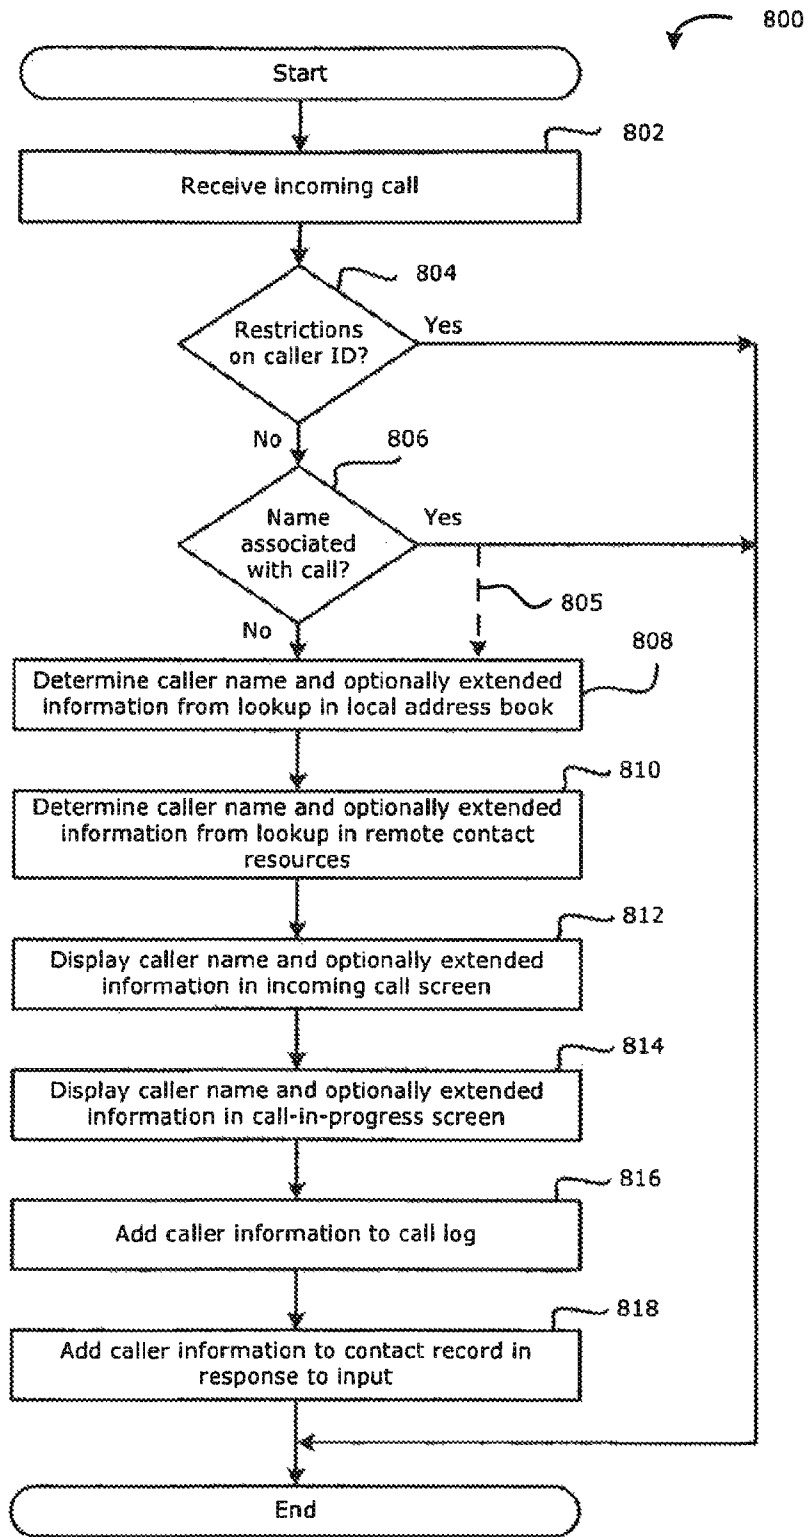 800
Start
802
Receive incoming call
804
Restrictions
on caller ID?
Yes
No
806
Name
associated
with call?
Yes
805
No
808
Determine caller name and optionally extended
information from lookup in local address book
810
Determine caller name and optionally extended
information from lookup in remote contact
resources
812
Display caller name and optionally extended
information in incoming call screen
814
Display caller name and optionally extended
information in call-in-progress screen
816
Add caller information to call log
818
Add caller information to contact record in
response to input
End